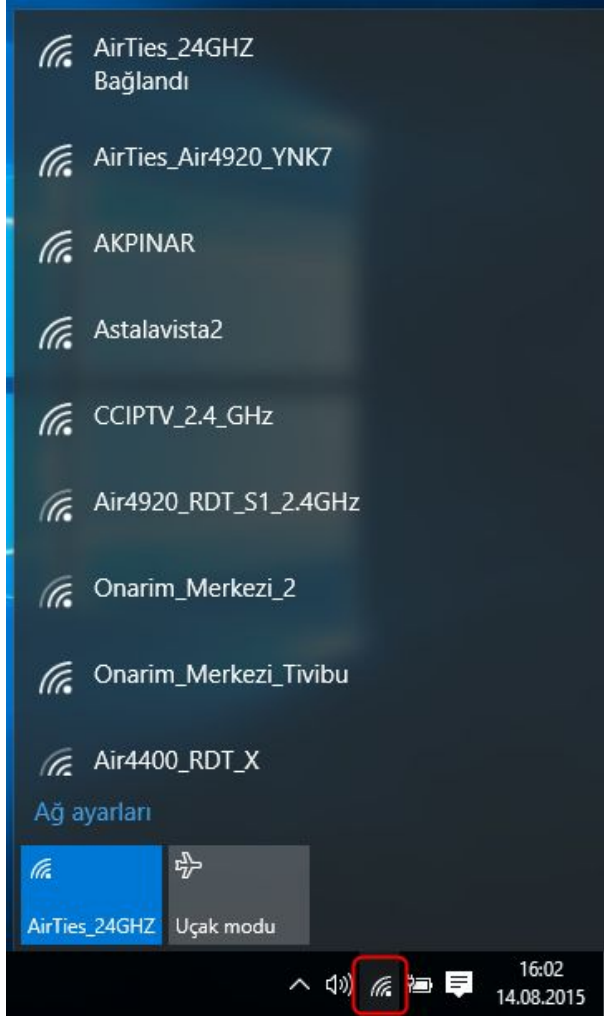 AirTies_24GHZ
Bağlandı
AirTies_Air4920_YNK7
AKPINAR
Astalavista2
CCIPTV_2.4_GHz
Air4920_RDT_S1_2.4GHz
Onarim_Merkezi_2
Onarim_Merkezi_Tivibu
Air4400_RDT_X
Ağ ayarları
AirTies_24GHZ
Uçak modu
16:02
14.08.2015